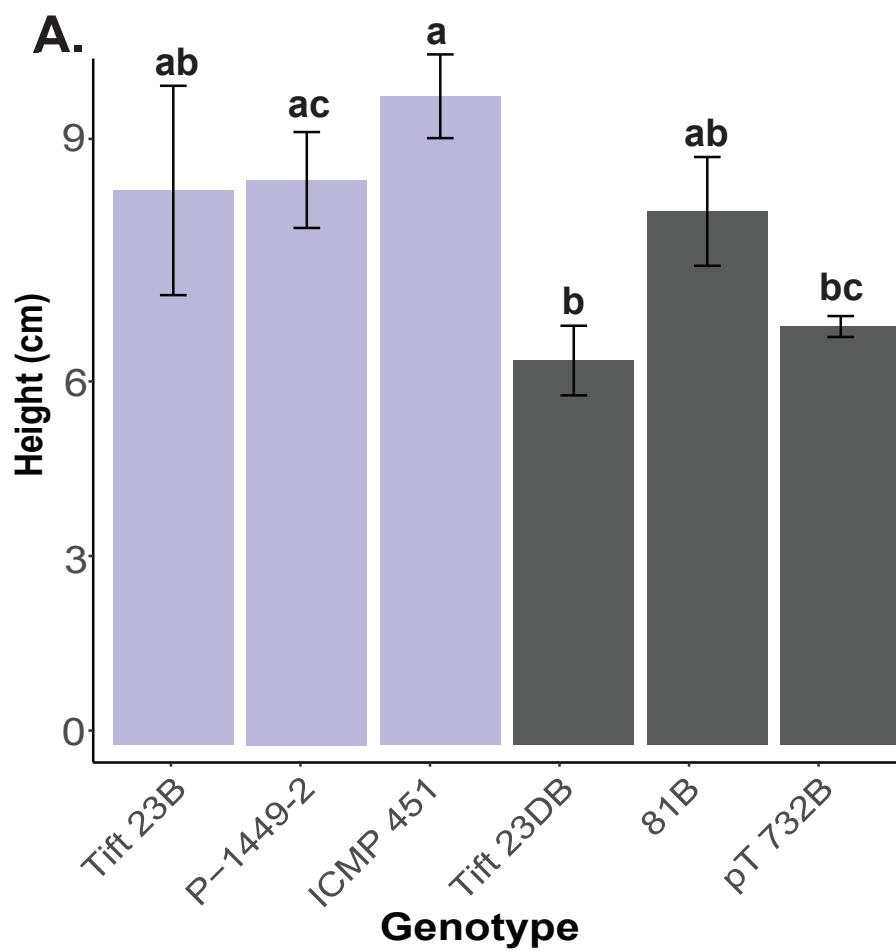 A.
a
ab
ac
ab
b
bc
9
6
3
0
Height (cm)
Tift 23B
P−1449-2
ICMP 451
Tift 23DB
81B
pT 732B
Genotype